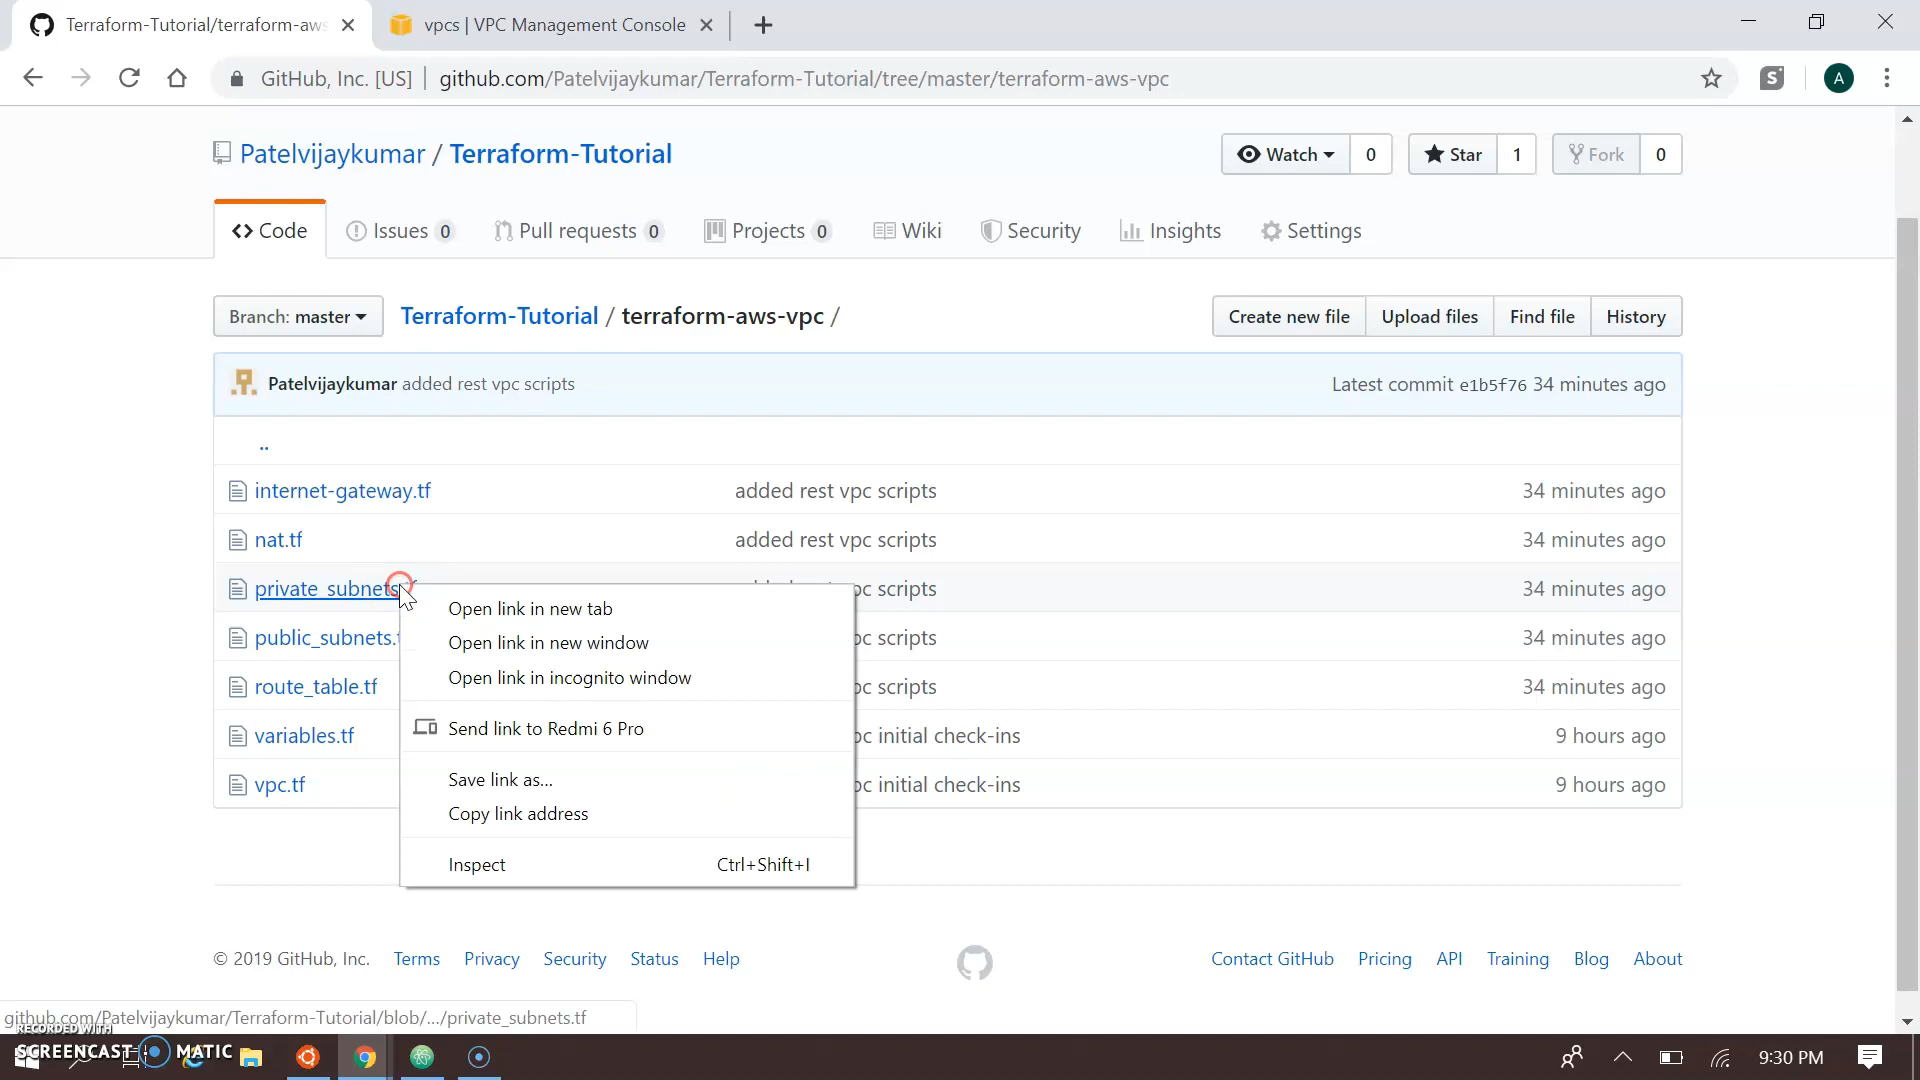 Terraform-Tutorial/terraform-aws
vpcs | VPC Management Console
GitHub, Inc. [US] | github.com/Patelvijaykumar/Terraform-Tutorial/tree/master/terraform-aws-vpc
S
A
Patelvijaykumar / Terraform-Tutorial
Watch 0
Star 1
Fork 0
Code
Issues 0
Pull requests 0
Projects 0
Wiki
Security
Insights
Settings
Branch: master
Terraform-Tutorial / terraform-aws-vpc /
Create new file
Upload files
Find file
History
Patelvijaykumar added rest vpc scripts
Latest commit e1b5f76 34 minutes ago
..
internet-gateway.tf added rest vpc scripts 34 minutes ago
nat.tf added rest vpc scripts 34 minutes ago
private_subnets pc scripts 34 minutes ago
public_subnets. pc scripts 34 minutes ago
route_table.tf pc scripts 34 minutes ago
variables.tf pc initial check-ins 9 hours ago
vpc.tf pc initial check-ins 9 hours ago
Open link in new tab
Open link in new window
Open link in incognito window
Send link to Redmi 6 Pro
Save link as...
Copy link address
Inspect Ctrl+Shift+I
© 2019 GitHub, Inc. Terms Privacy Security Status Help
Contact GitHub Pricing API Training Blog About
github.com/Patelvijaykumar/Terraform-Tutorial/blob/.../private_subnets.tf
RECORDED WITH
SCREENCAST MATIC
9:30 PM